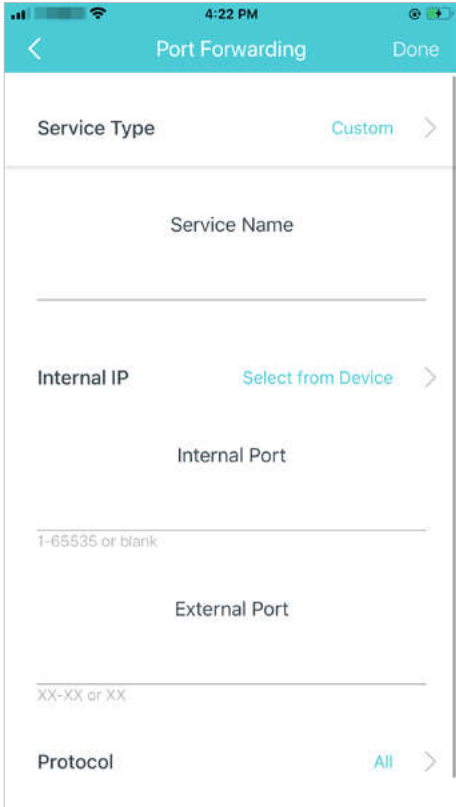 4:22 PM
Port Forwarding Done
Service Type Custom
Service Name
Internal IP Select from Device
Internal Port
1-65535 or blank
External Port
XX-XX or XX
Protocol All